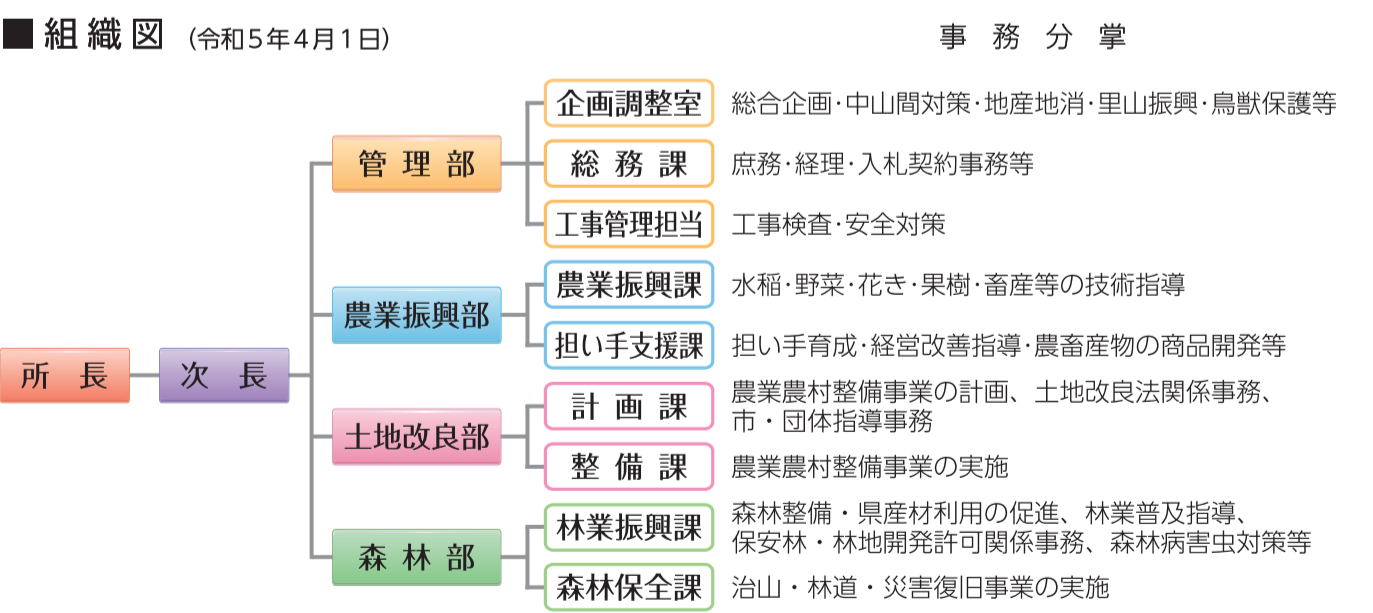 ■組織図 (令和5年4月1日)
事務分掌
所長
次長
管理部
企画調整室
総合企画･中山間対策･地産地消･里山振興･鳥獣保護等
総務課
庶務･経理･入札契約事務等
工事管理担当
工事検査･安全対策
農業振興部
農業振興課
水稲･野菜･花き･果樹･畜産等の技術指導
担い手支援課
担い手育成･経営改善指導･農畜産物の商品開発等
土地改良部
計画課
農業農村整備事業の計画、土地改良法関係事務、
市・団体指導事務
整備課
農業農村整備事業の実施
森林部
林業振興課
森林整備・県産材利用の促進、林業普及指導、
保安林・林地開発許可関係事務、森林病害虫対策等
森林保全課
治山・林道・災害復旧事業の実施